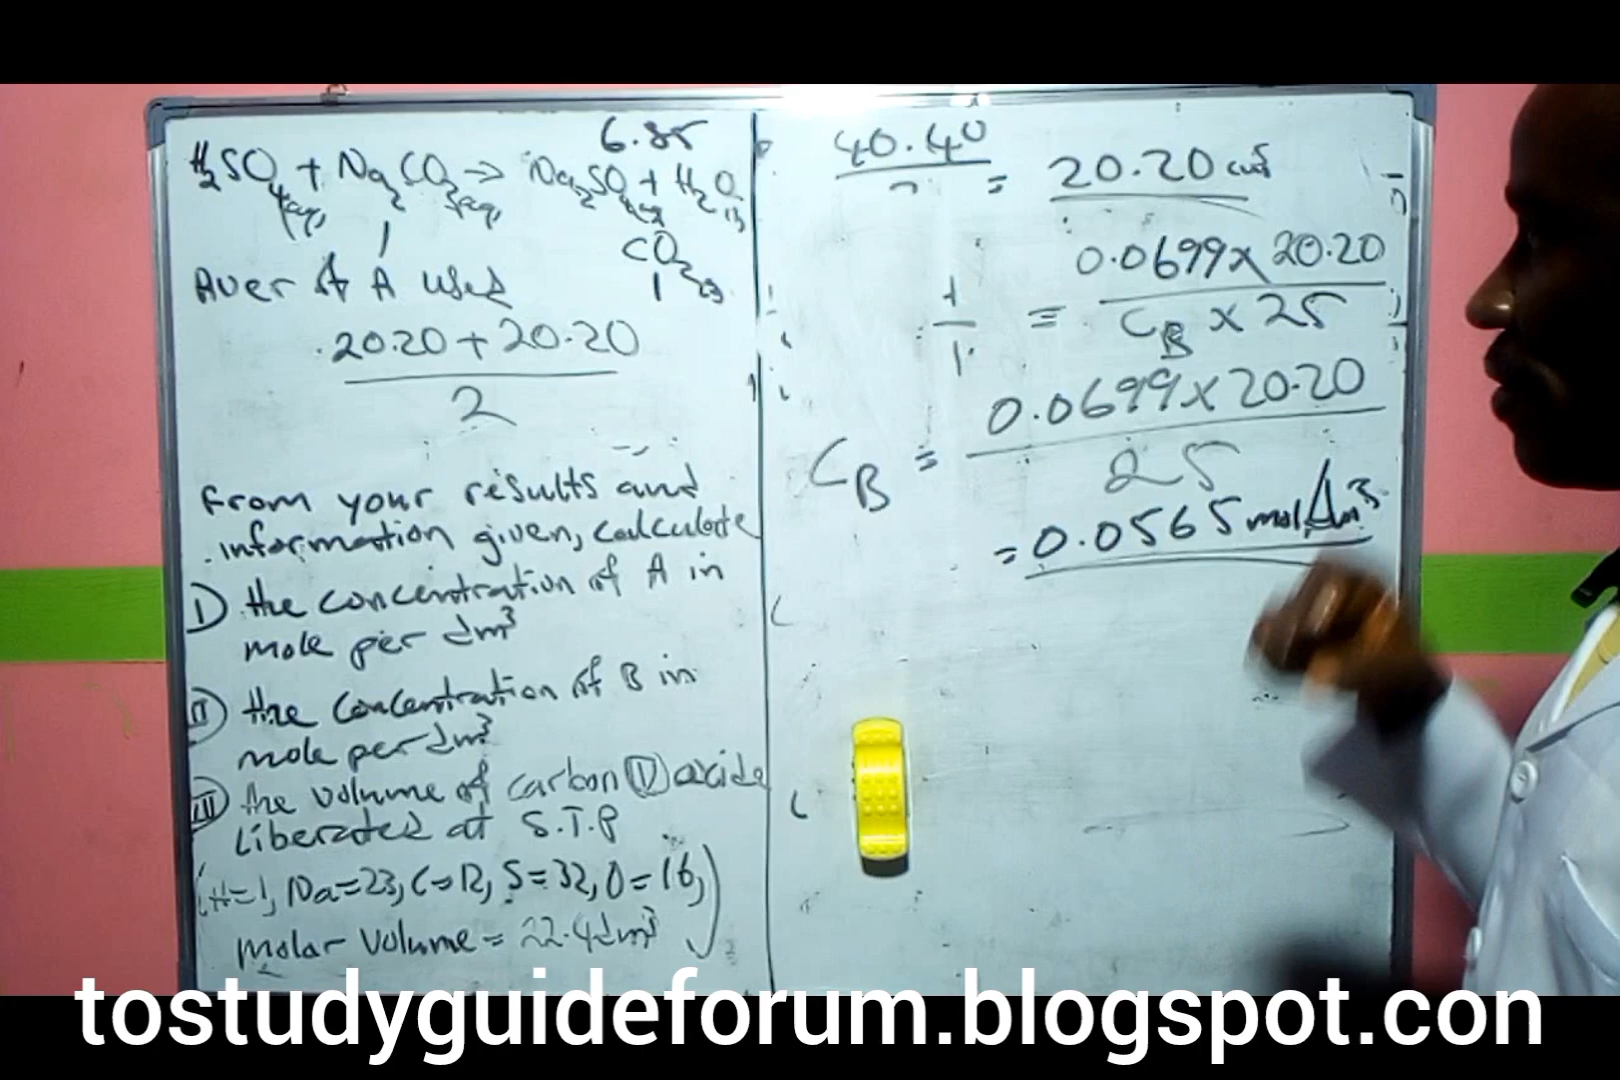 6.85
H2SO4(aq) + Na2CO3(aq) → Na2SO4(aq) + H2O
1 CO2(g)
1
Aver of A used
20.20 + 20.20
2
From your results and
information given, calculate
I) the concentration of A in
mole per dm³
II) the concentration of B in
mole per dm³
III) the volume of carbon (IV) oxide
liberated at S.T.P
(H=1, Na=23, C=12, S=32, O=16,
molar volume = 22.4dm³)
40.40
2 = 20.20 cm³
1 = 0.0699 x 20.20
1 CB x 25
CB = 0.0699 x 20.20
25
= 0.0565 mol/dm³
tostudyguideforum.blogspot.con